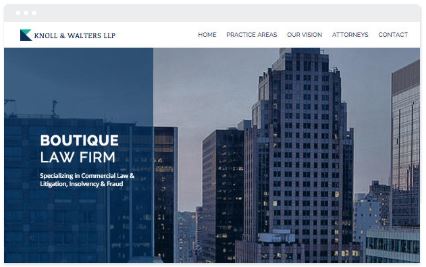 KNOLL & WALTERS LLP
HOME PRACTICE AREAS OUR VISION ATTORNEYS CONTACT
BOUTIQUE
LAW FIRM
Specializing in Commercial Law &
Litigation, Insolvency & Fraud